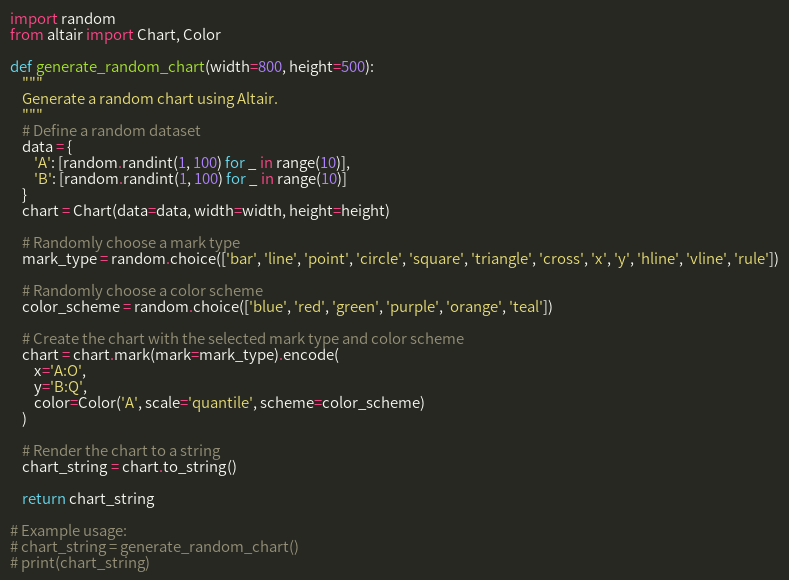 import random
from altair import Chart, Color

def generate_random_chart(width=800, height=500):
    """
    Generate a random chart using Altair.
    """
    # Define a random dataset
    data = {
        'A': [random.randint(1, 100) for _ in range(10)],
        'B': [random.randint(1, 100) for _ in range(10)]
    }
    chart = Chart(data=data, width=width, height=height)

    # Randomly choose a mark type
    mark_type = random.choice(['bar', 'line', 'point', 'circle', 'square', 'triangle', 'cross', 'x', 'y', 'hline', 'vline', 'rule'])

    # Randomly choose a color scheme
    color_scheme = random.choice(['blue', 'red', 'green', 'purple', 'orange', 'teal'])

    # Create the chart with the selected mark type and color scheme
    chart = chart.mark(mark=mark_type).encode(
        x='A:O',
        y='B:Q',
        color=Color('A', scale='quantile', scheme=color_scheme)
    )

    # Render the chart to a string
    chart_string = chart.to_string()

    return chart_string

# Example usage:
# chart_string = generate_random_chart()
# print(chart_string)